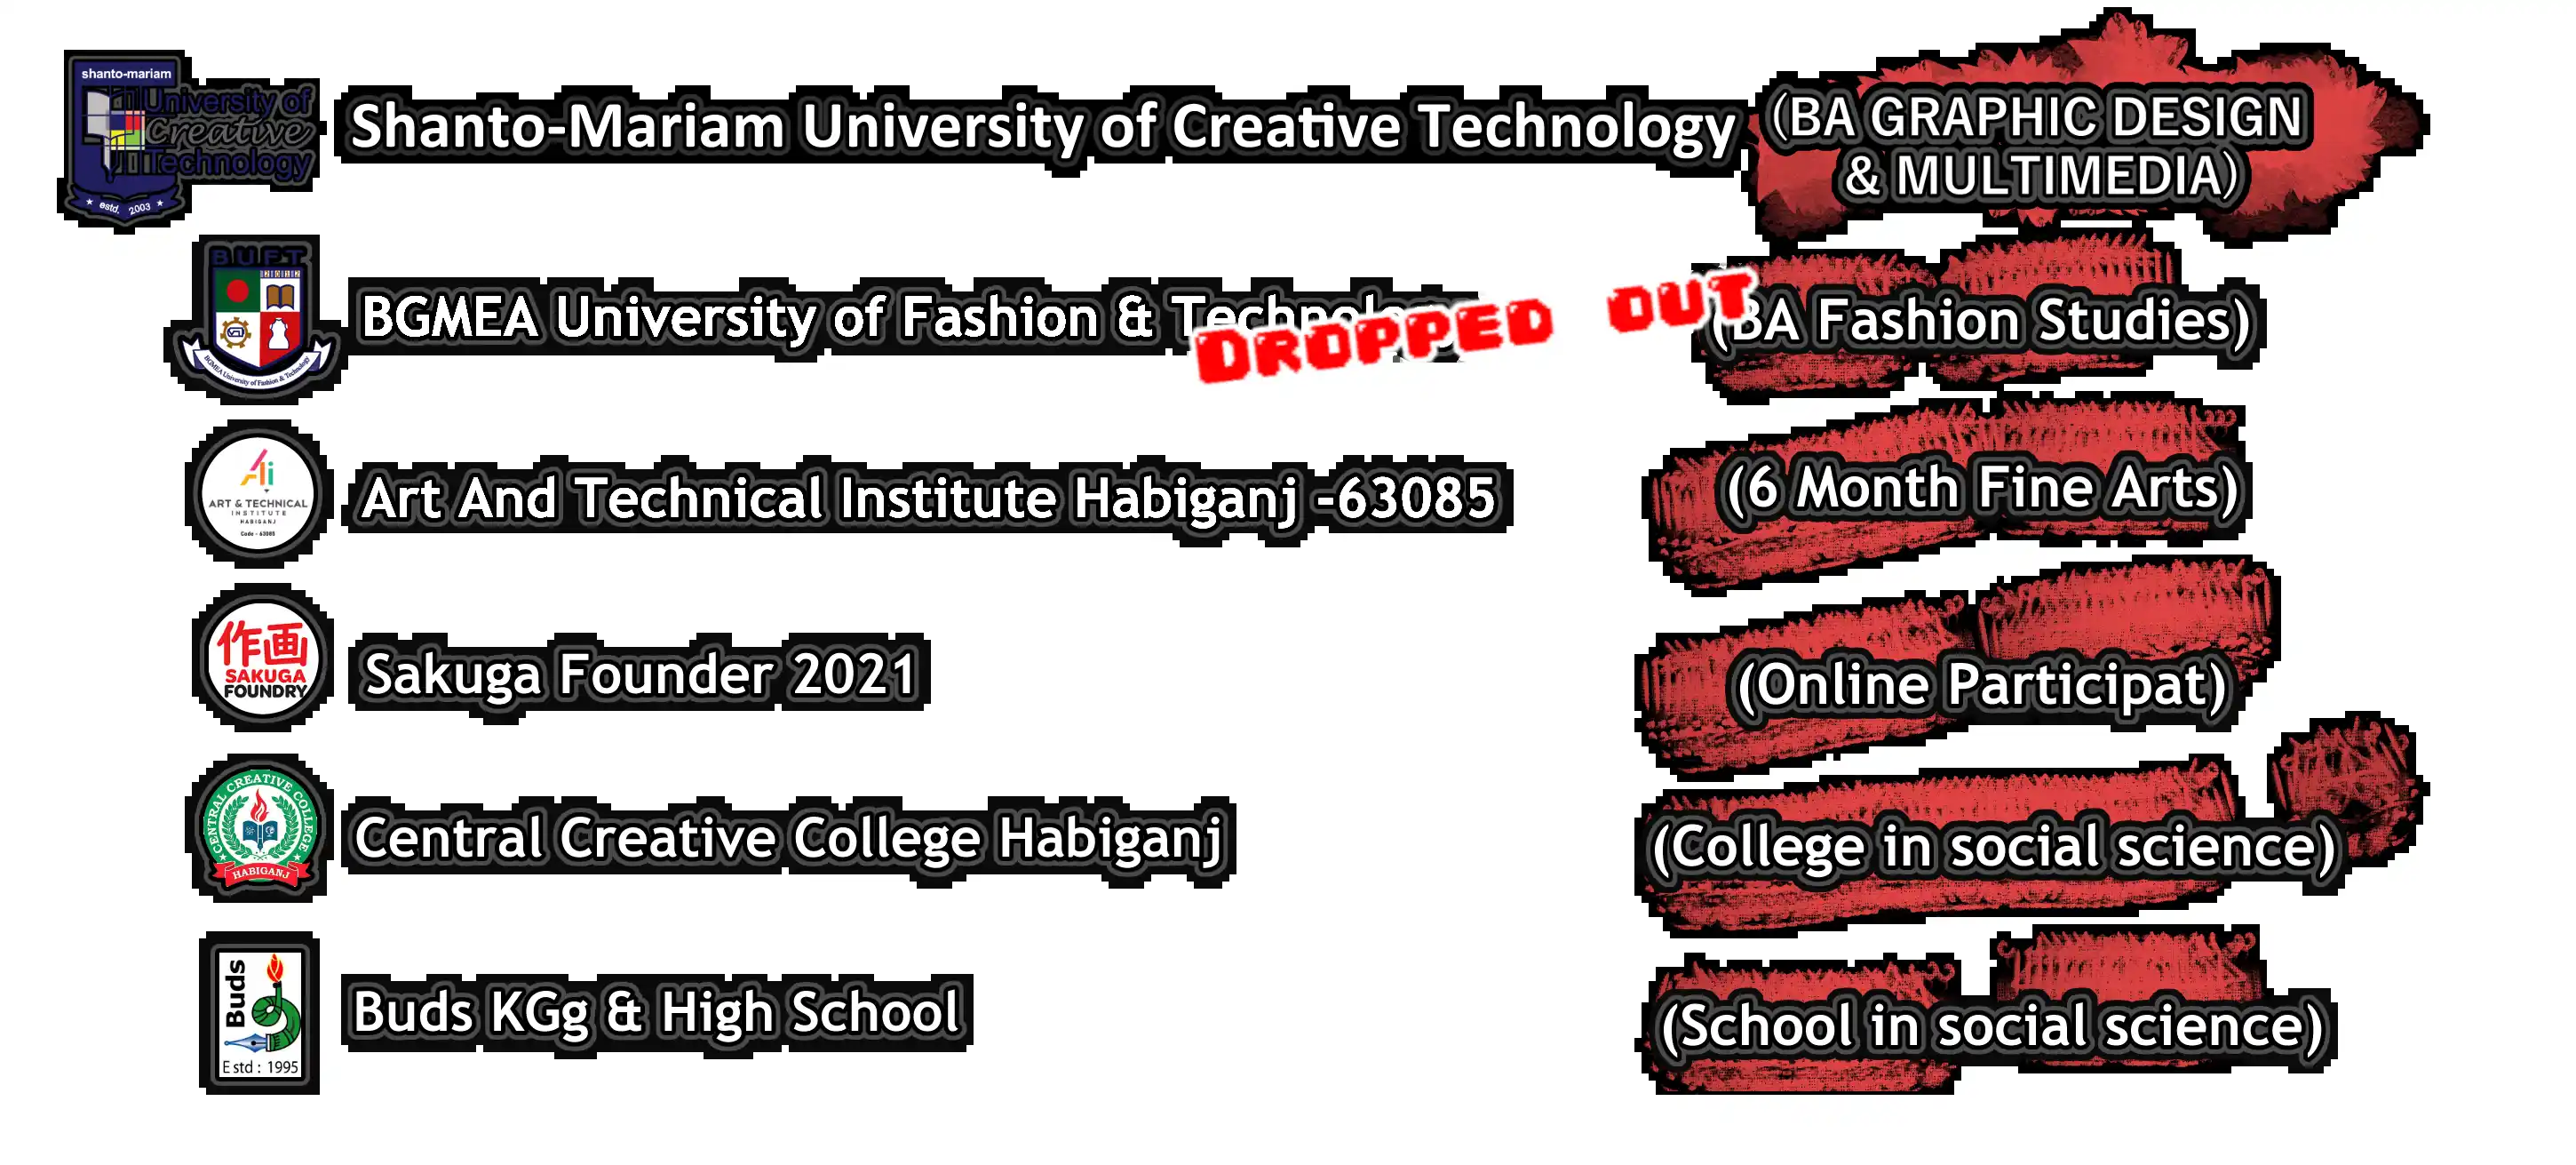 shanto-mariam
University of
Creative
Technology
estd. 2003
Shanto-Mariam University of Creative Technology
(BA GRAPHIC DESIGN
& MULTIMEDIA)
BUFT
BGMEA University of Fashion & Technology
BGMEA University of Fashion &
DROPPED OUT
(BA Fashion Studies)
ART & TECHNICAL
INSTITUTE
HABIGANJ
Code - 63085
Art And Technical Institute Habiganj -63085
(6 Month Fine Arts)
作画
SAKUGA
FOUNDRY
Sakuga Founder 2021
(Online Participat)
CENTRAL CREATIVE COLLEGE
HABIGANJ
Central Creative College Habiganj
(College in social science)
Buds
Estd : 1995
Buds KGg & High School
(School in social science)